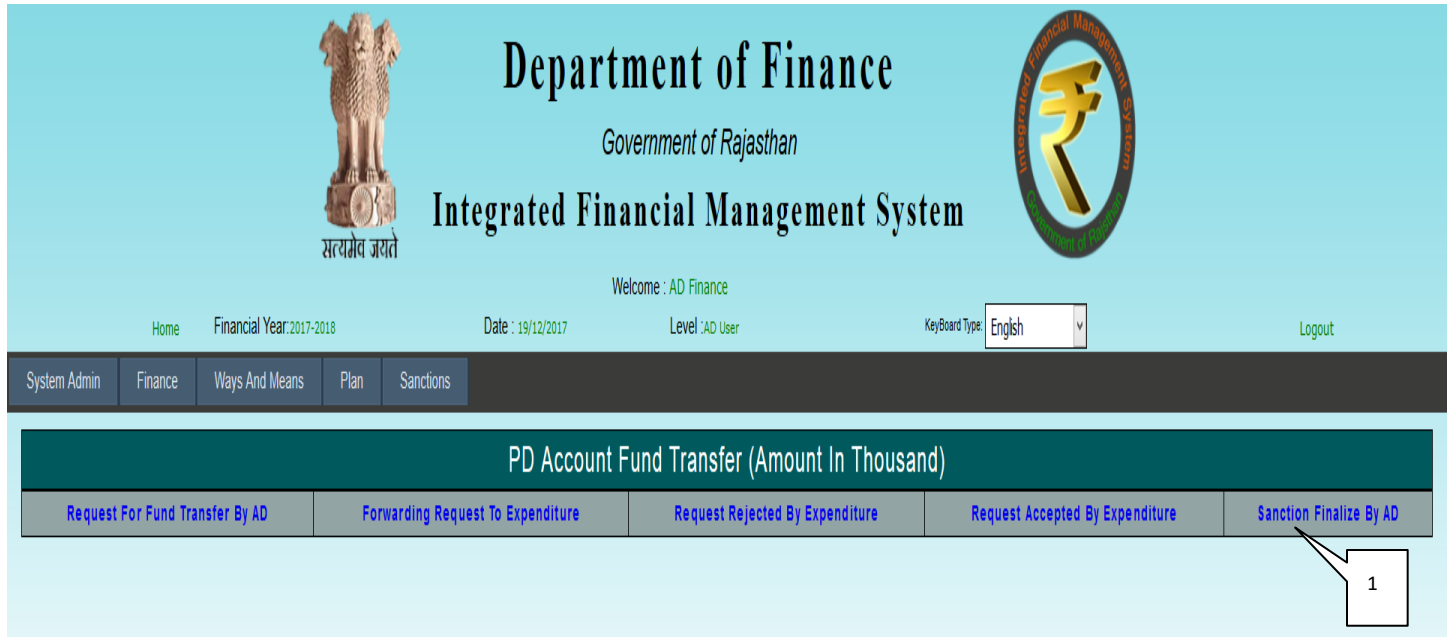 Department of Finance
Government of Rajasthan
Integrated Financial Management System
सत्यमेव जयते
Integrated Financial Management System
Government of Rajasthan
Welcome : AD Finance
Home Financial Year:2017-2018 Date : 19/12/2017 Level :AD User KeyBoard Type: English Logout
System Admin Finance Ways And Means Plan Sanctions
PD Account Fund Transfer (Amount In Thousand)
Request For Fund Transfer By AD Forwarding Request To Expenditure Request Rejected By Expenditure Request Accepted By Expenditure Sanction Finalize By AD
1